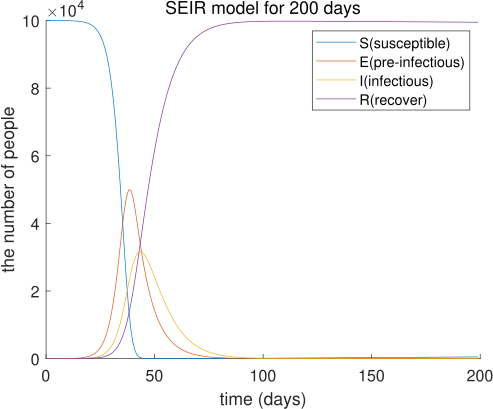 SEIR model for 200 days
×10^4
10
8
6
4
2
0
the number of people
0 50 100 150 200
time (days)
S(susceptible)
E(pre-infectious)
I(infectious)
R(recover)